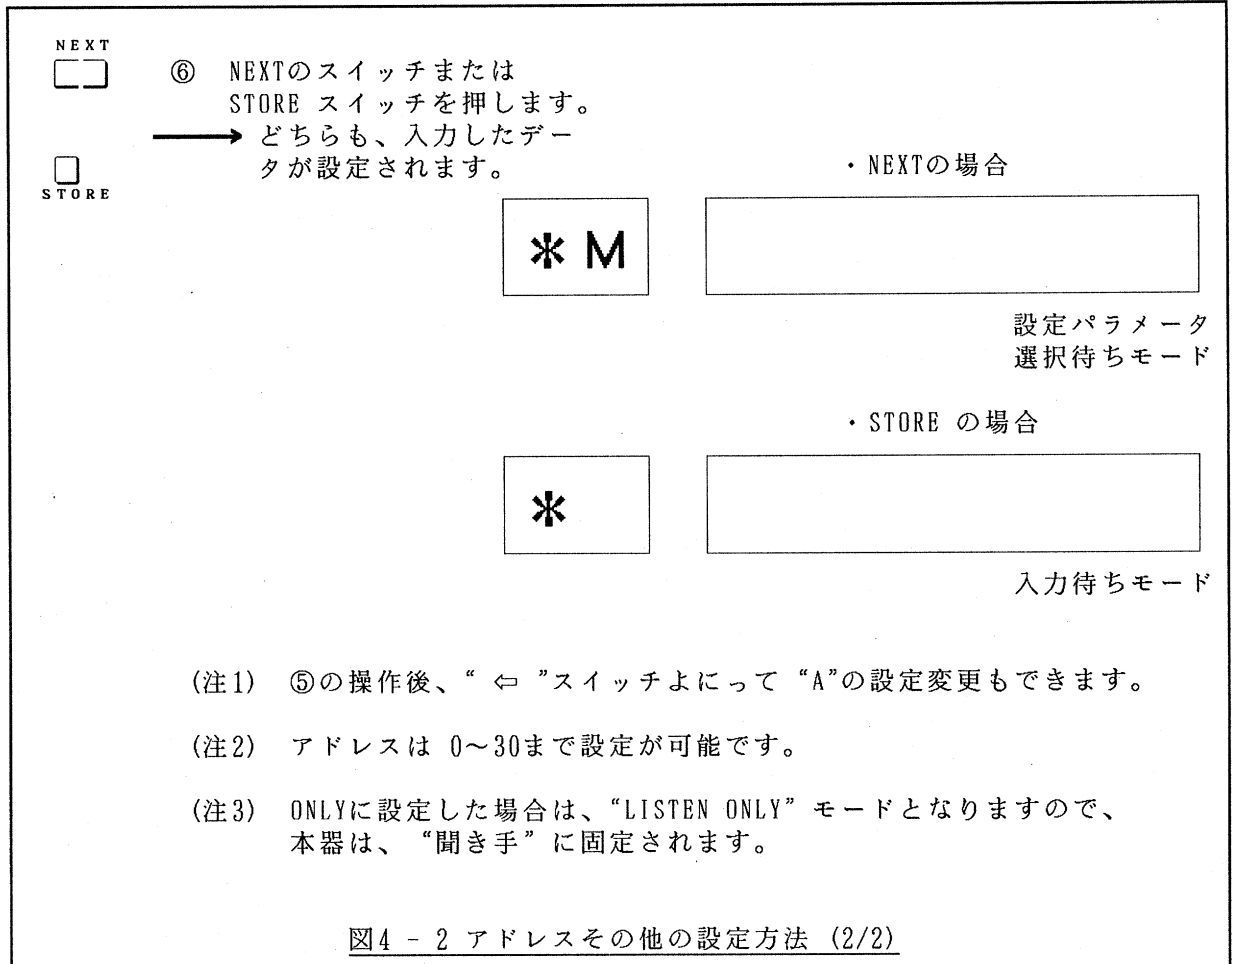 NEXT
⑥ NEXTのスイッチまたは
STORE スイッチを押します。
→ どちらも、入力したデー
タが設定されます。
STORE
・NEXTの場合
* M
設定パラメータ
選択待ちモード
・STORE の場合
*
入力待ちモード
(注1) ⑤の操作後、“ ⇦ ”スイッチよにって “A”の設定変更もできます。
(注2) アドレスは 0~30まで設定が可能です。
(注3) ONLYに設定した場合は、“LISTEN ONLY” モードとなりますので、
本器は、 “聞き手” に固定されます。
図4 - 2 アドレスその他の設定方法 (2/2)